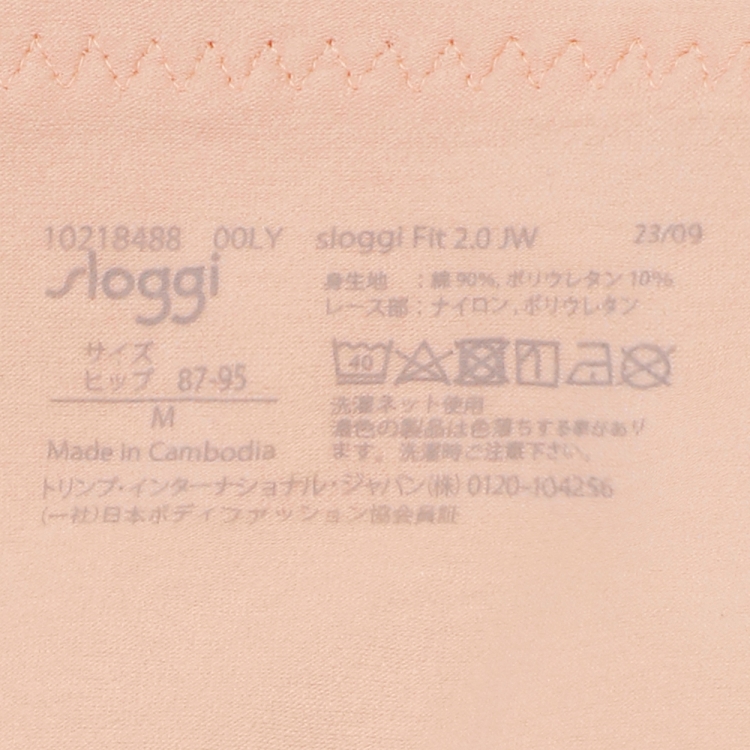 10218488 00LY sloggi Fit 2.0 JW 23/09
sloggi
身生地 : 綿 90%, ポリウレタン 10%
レース部 : ナイロン, ポリウレタン
サイズ
ヒップ 87-95
M
Made in Cambodia
40
洗濯ネット使用
濃色の製品は色落ちする事があり
ます。洗濯時ご注意下さい。
トリンプ・インターナショナル・ジャパン(株) 0120-104256
(一社)日本ボディファッション協会員証